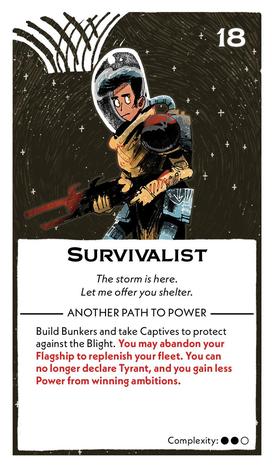 18
SURVIVALIST
The storm is here.
Let me offer you shelter.
ANOTHER PATH TO POWER
Build Bunkers and take Captives to protect
against the Blight. You may abandon your
Flagship to replenish your fleet. You can
no longer declare Tyrant, and you gain less
Power from winning ambitions.
Complexity: